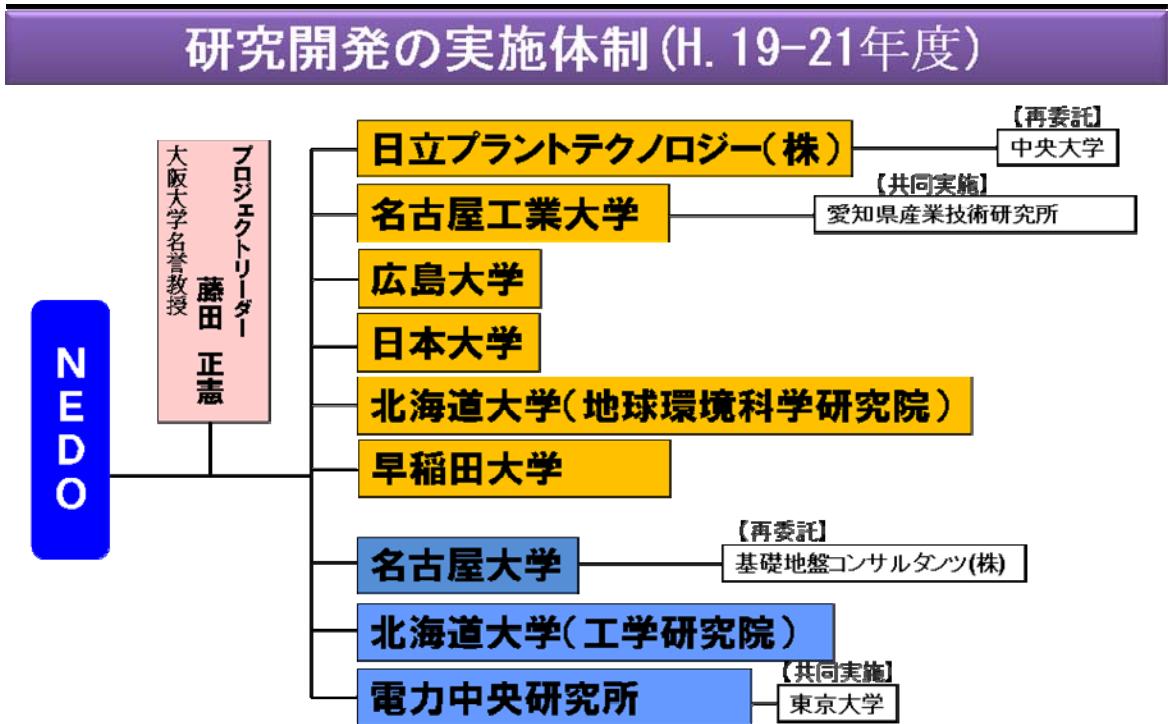 研究開発の実施体制(H. 19-21年度)
NEDO
プロジェクトリーダー
藤田 正憲
大阪大学名誉教授
日立プラントテクノロジー(株)
【再委託】
中央大学
名古屋工業大学
【共同実施】
愛知県産業技術研究所
広島大学
日本大学
北海道大学(地球環境科学研究院)
早稲田大学
名古屋大学
【再委託】
基礎地盤コンサルタンツ(株)
北海道大学(工学研究院)
電力中央研究所
【共同実施】
東京大学